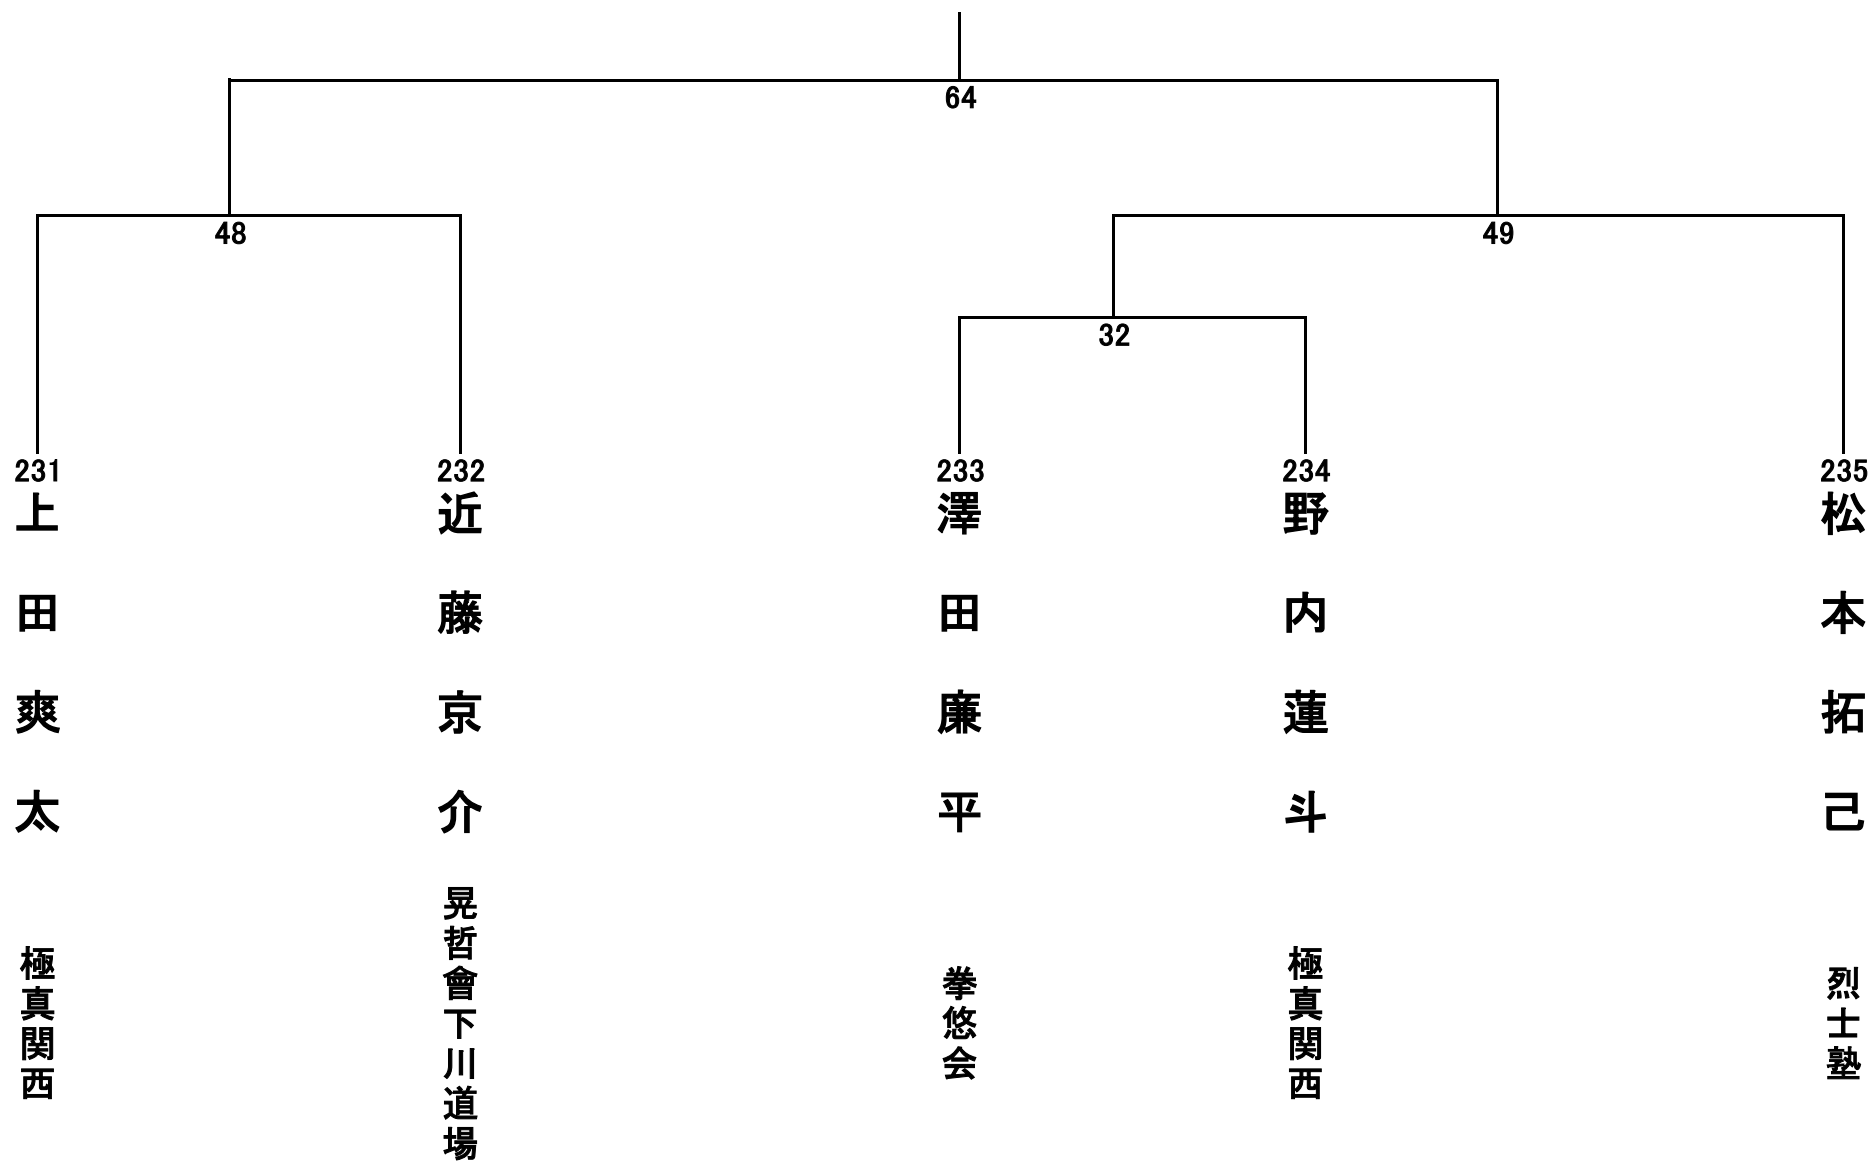 64
48
49
32
231
上田爽太
極真関西
232
近藤京介
晃哲會下川道場
233
澤田廉平
拳悠会
234
野内蓮斗
極真関西
235
松本拓己
烈士塾